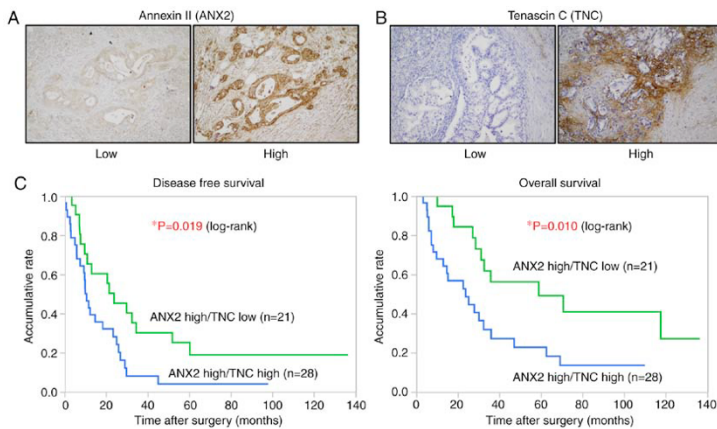 A
Annexin II (ANX2)
Low
High
B
Tenascin C (TNC)
Low
High
C
Disease free survival
*P=0.019 (log-rank)
ANX2 high/TNC low (n=21)
ANX2 high/TNC high (n=28)
Accumulative rate
1.0
0.8
0.6
0.4
0.2
0.0
0 20 40 60 80 100 120 140
Time after surgery (months)
Overall survival
*P=0.010 (log-rank)
ANX2 high/TNC low (n=21)
ANX2 high/TNC high (n=28)
Accumulative rate
1.0
0.8
0.6
0.4
0.2
0.0
0 20 40 60 80 100 120 140
Time after surgery (months)